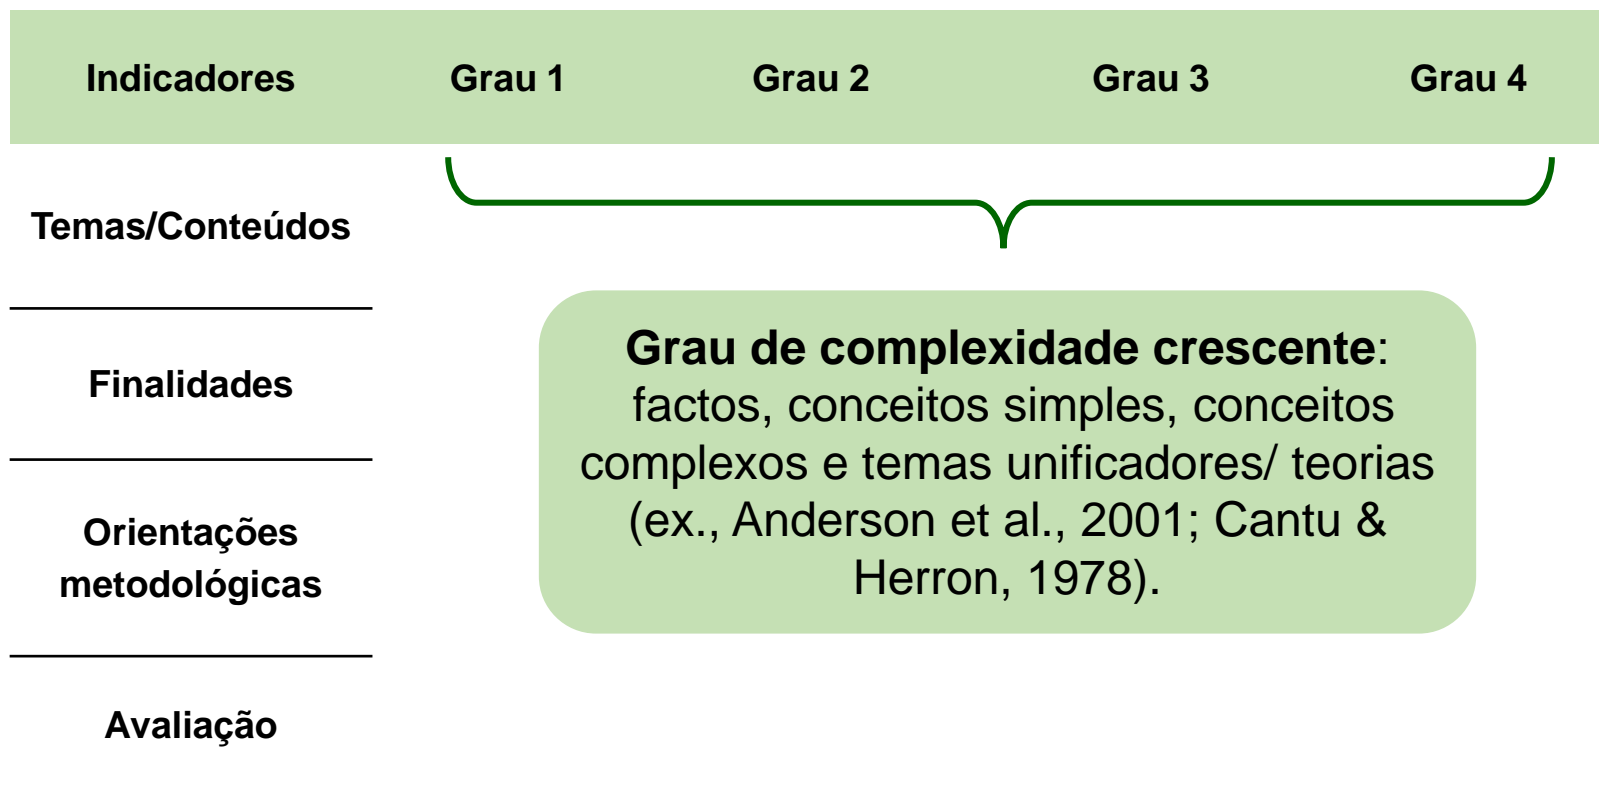 Indicadores Grau 1 Grau 2 Grau 3 Grau 4
Temas/Conteúdos
Finalidades
Orientações
metodológicas
Avaliação
Grau de complexidade crescente:
factos, conceitos simples, conceitos
complexos e temas unificadores/ teorias
(ex., Anderson et al., 2001; Cantu &
Herron, 1978).